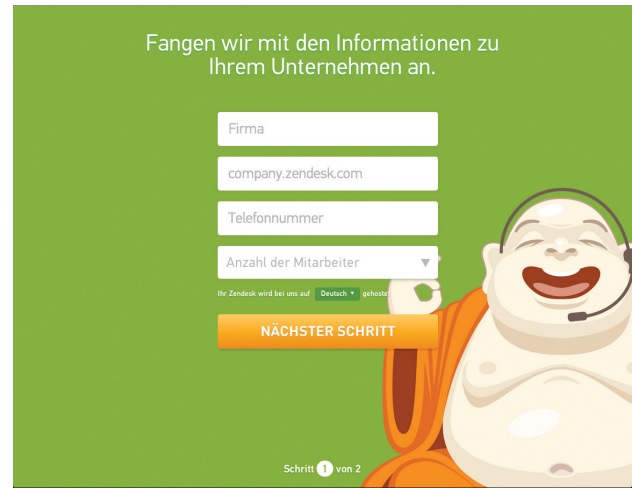 Fangen wir mit den Informationen zu
Ihrem Unternehmen an.
Firma
company.zendesk.com
Telefonnummer
Anzahl der Mitarbeiter
Ihr Zendesk wird bei uns auf Deutsch gehoste
NÄCHSTER SCHRITT
Schritt 1 von 2